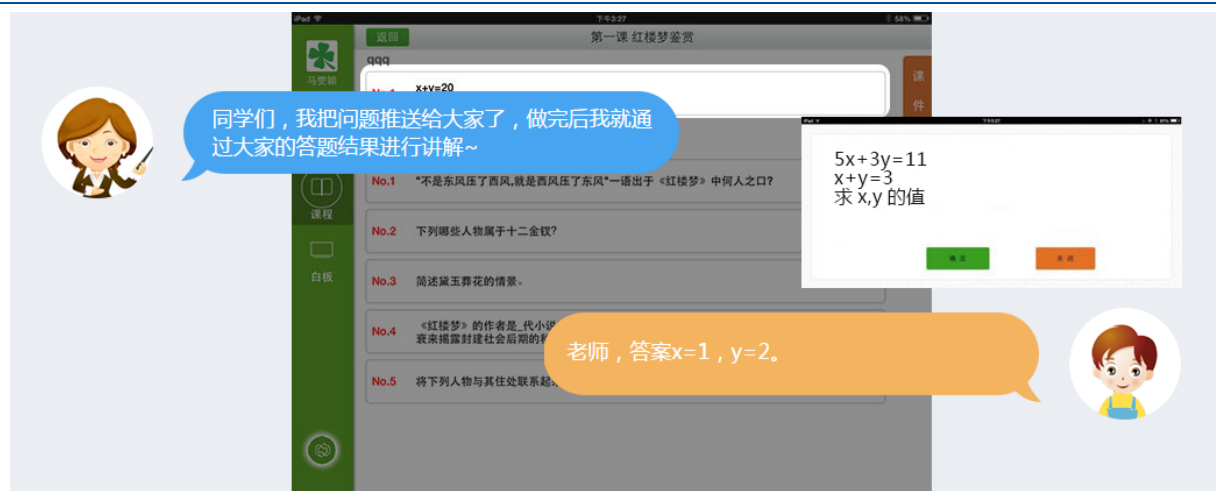 iPad
下午3:27
58%
返回
第一课 红楼梦鉴赏
qqq
马雯颖
x+y=20
课
件
同学们，我把问题推送给大家了，做完后我就通
过大家的答题结果进行讲解~
5x+3y=11
x+y=3
求 x,y 的值
No.1 "不是东风压了西风,就是西风压了东风"一语出于《红楼梦》中何人之口?
课程
No.2 下列哪些人物属于十二金钗?
白板
No.3 简述黛玉葬花的情景。
No.4 《红楼梦》的作者是_代小说
衰来揭露封建社会后期的
老师，答案x=1，y=2。
No.5 将下列人物与其住处联系起